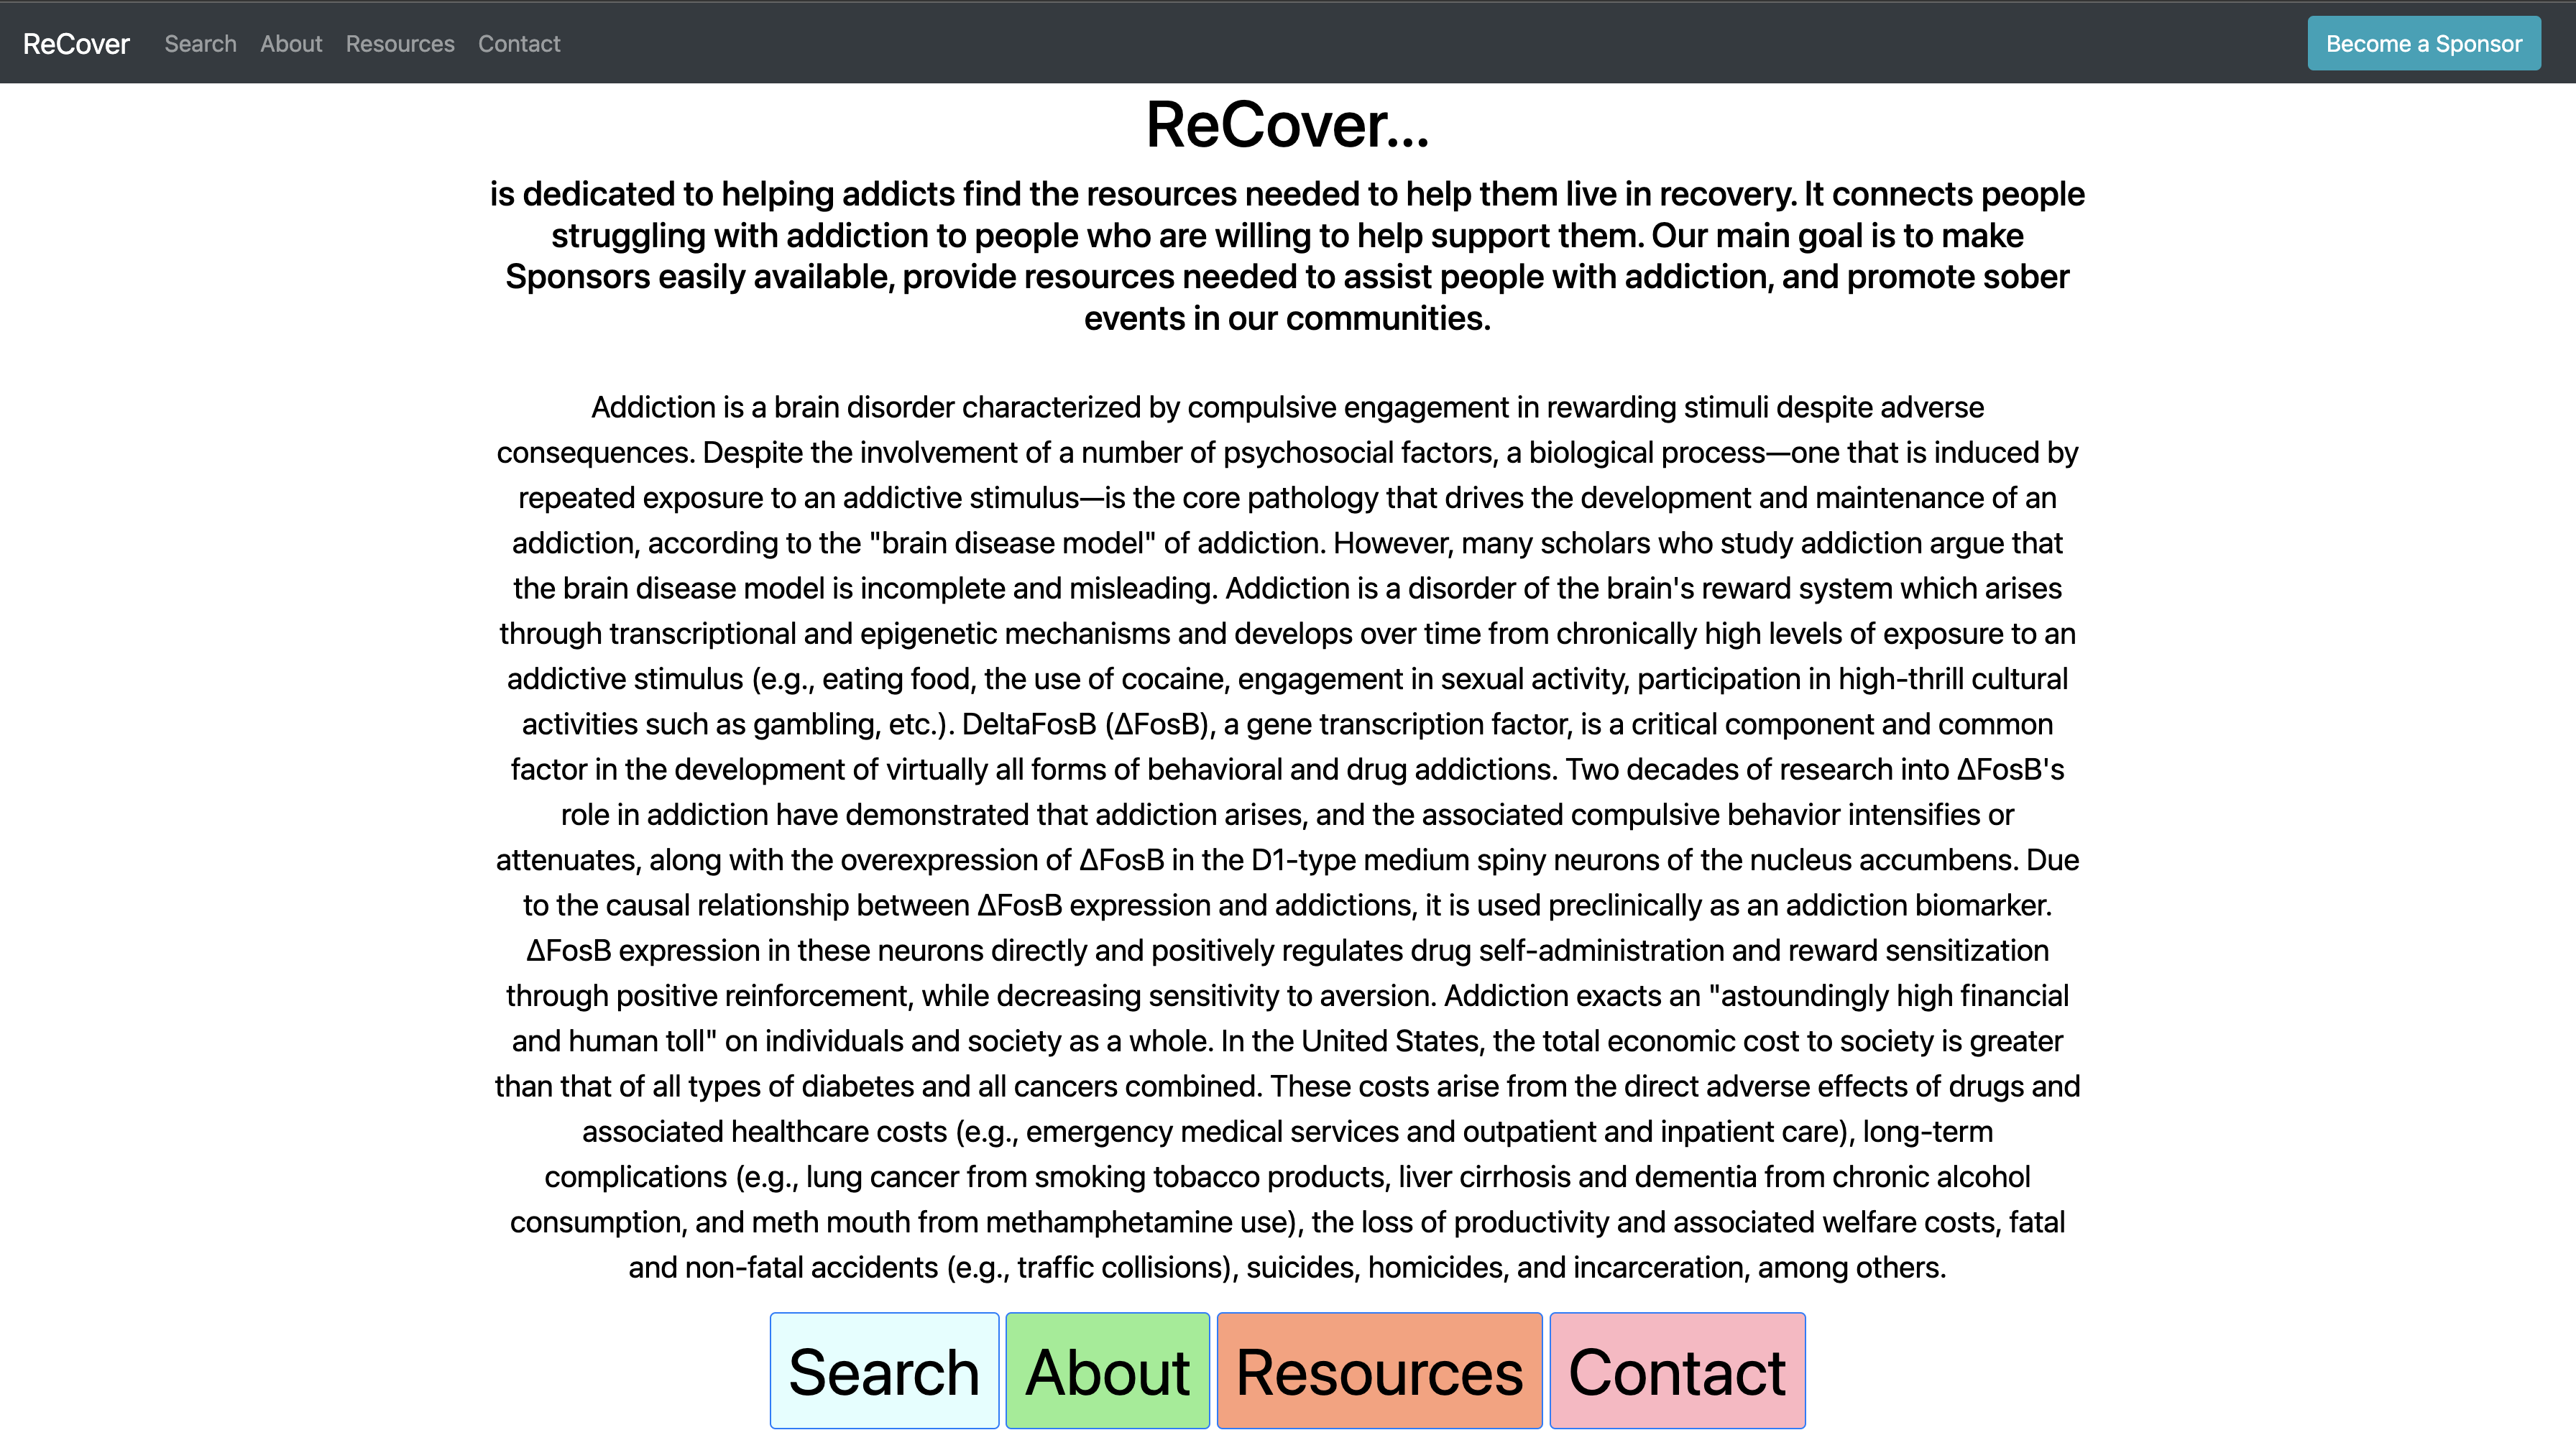 ReCover Search About Resources Contact Become a Sponsor
ReCover...
is dedicated to helping addicts find the resources needed to help them live in recovery. It connects people
struggling with addiction to people who are willing to help support them. Our main goal is to make
Sponsors easily available, provide resources needed to assist people with addiction, and promote sober
events in our communities.
Addiction is a brain disorder characterized by compulsive engagement in rewarding stimuli despite adverse
consequences. Despite the involvement of a number of psychosocial factors, a biological process—one that is induced by
repeated exposure to an addictive stimulus—is the core pathology that drives the development and maintenance of an
addiction, according to the "brain disease model" of addiction. However, many scholars who study addiction argue that
the brain disease model is incomplete and misleading. Addiction is a disorder of the brain's reward system which arises
through transcriptional and epigenetic mechanisms and develops over time from chronically high levels of exposure to an
addictive stimulus (e.g., eating food, the use of cocaine, engagement in sexual activity, participation in high-thrill cultural
activities such as gambling, etc.). DeltaFosB (ΔFosB), a gene transcription factor, is a critical component and common
factor in the development of virtually all forms of behavioral and drug addictions. Two decades of research into ΔFosB's
role in addiction have demonstrated that addiction arises, and the associated compulsive behavior intensifies or
attenuates, along with the overexpression of ΔFosB in the D1-type medium spiny neurons of the nucleus accumbens. Due
to the causal relationship between ΔFosB expression and addictions, it is used preclinically as an addiction biomarker.
ΔFosB expression in these neurons directly and positively regulates drug self-administration and reward sensitization
through positive reinforcement, while decreasing sensitivity to aversion. Addiction exacts an "astoundingly high financial
and human toll" on individuals and society as a whole. In the United States, the total economic cost to society is greater
than that of all types of diabetes and all cancers combined. These costs arise from the direct adverse effects of drugs and
associated healthcare costs (e.g., emergency medical services and outpatient and inpatient care), long-term
complications (e.g., lung cancer from smoking tobacco products, liver cirrhosis and dementia from chronic alcohol
consumption, and meth mouth from methamphetamine use), the loss of productivity and associated welfare costs, fatal
and non-fatal accidents (e.g., traffic collisions), suicides, homicides, and incarceration, among others.
Search About Resources Contact